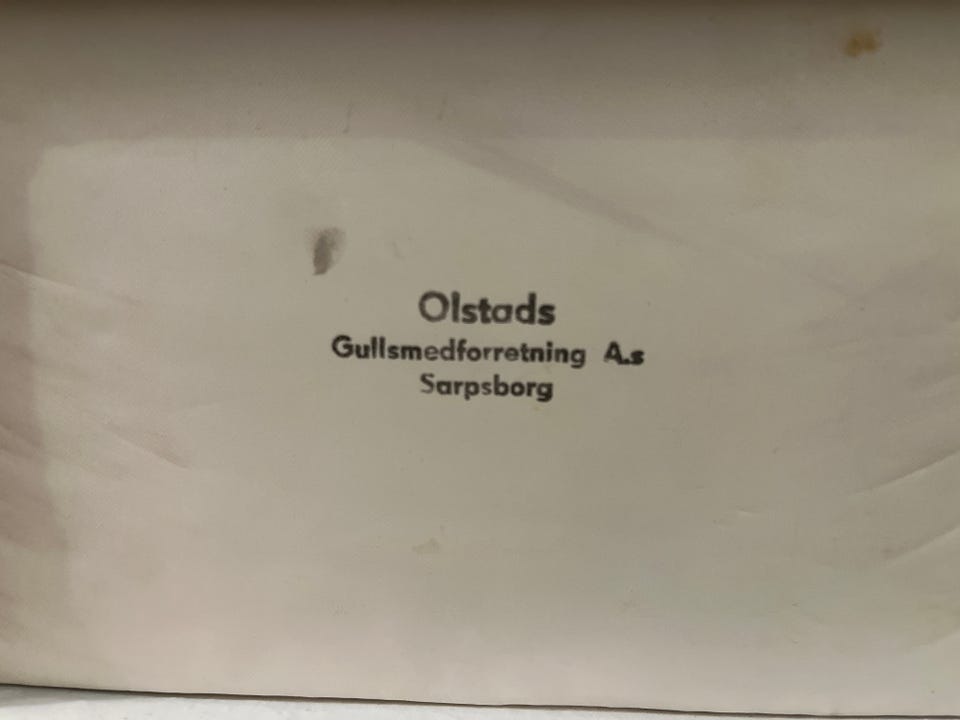 Olstads
Gullsmedforretning A.s
Sarpsborg